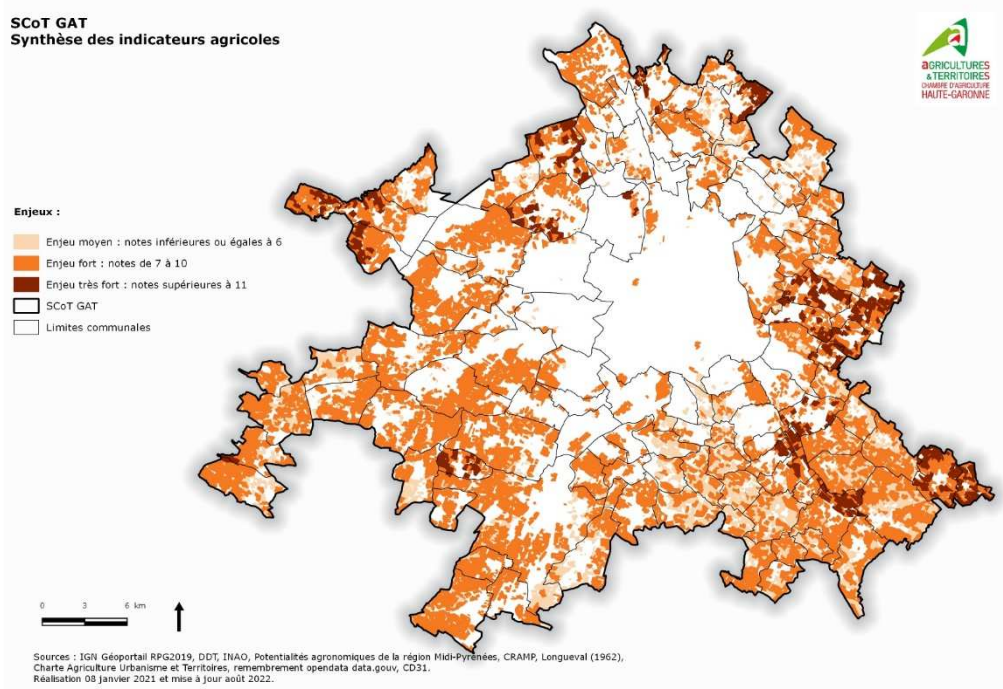 SCoT GAT
Synthèse des indicateurs agricoles
aGRICULTURES
& TERRITOIRES
CHAMBRE D'AGRICULTURE
HAUTE-GARONNE
Enjeux :
Enjeu moyen : notes inférieures ou égales à 6
Enjeu fort : notes de 7 à 10
Enjeu très fort : notes supérieures à 11
SCoT GAT
Limites communales
0 3 6 km
Sources : IGN Géoportail RPG2019, DDT, INAO, Potentialités agronomiques de la région Midi-Pyrénées, CRAMP, Longueval (1962),
Charte Agriculture Urbanisme et Territoires, remembrement opendata data.gouv, CD31.
Réalisation 08 janvier 2021 et mise à jour août 2022.